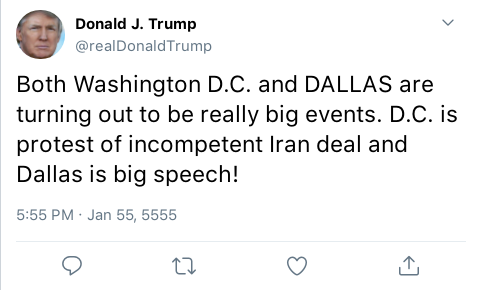 Donald J. Trump
@realDonaldTrump
Both Washington D.C. and DALLAS are
turning out to be really big events. D.C. is
protest of incompetent Iran deal and
Dallas is big speech!
5:55 PM · Jan 55, 5555